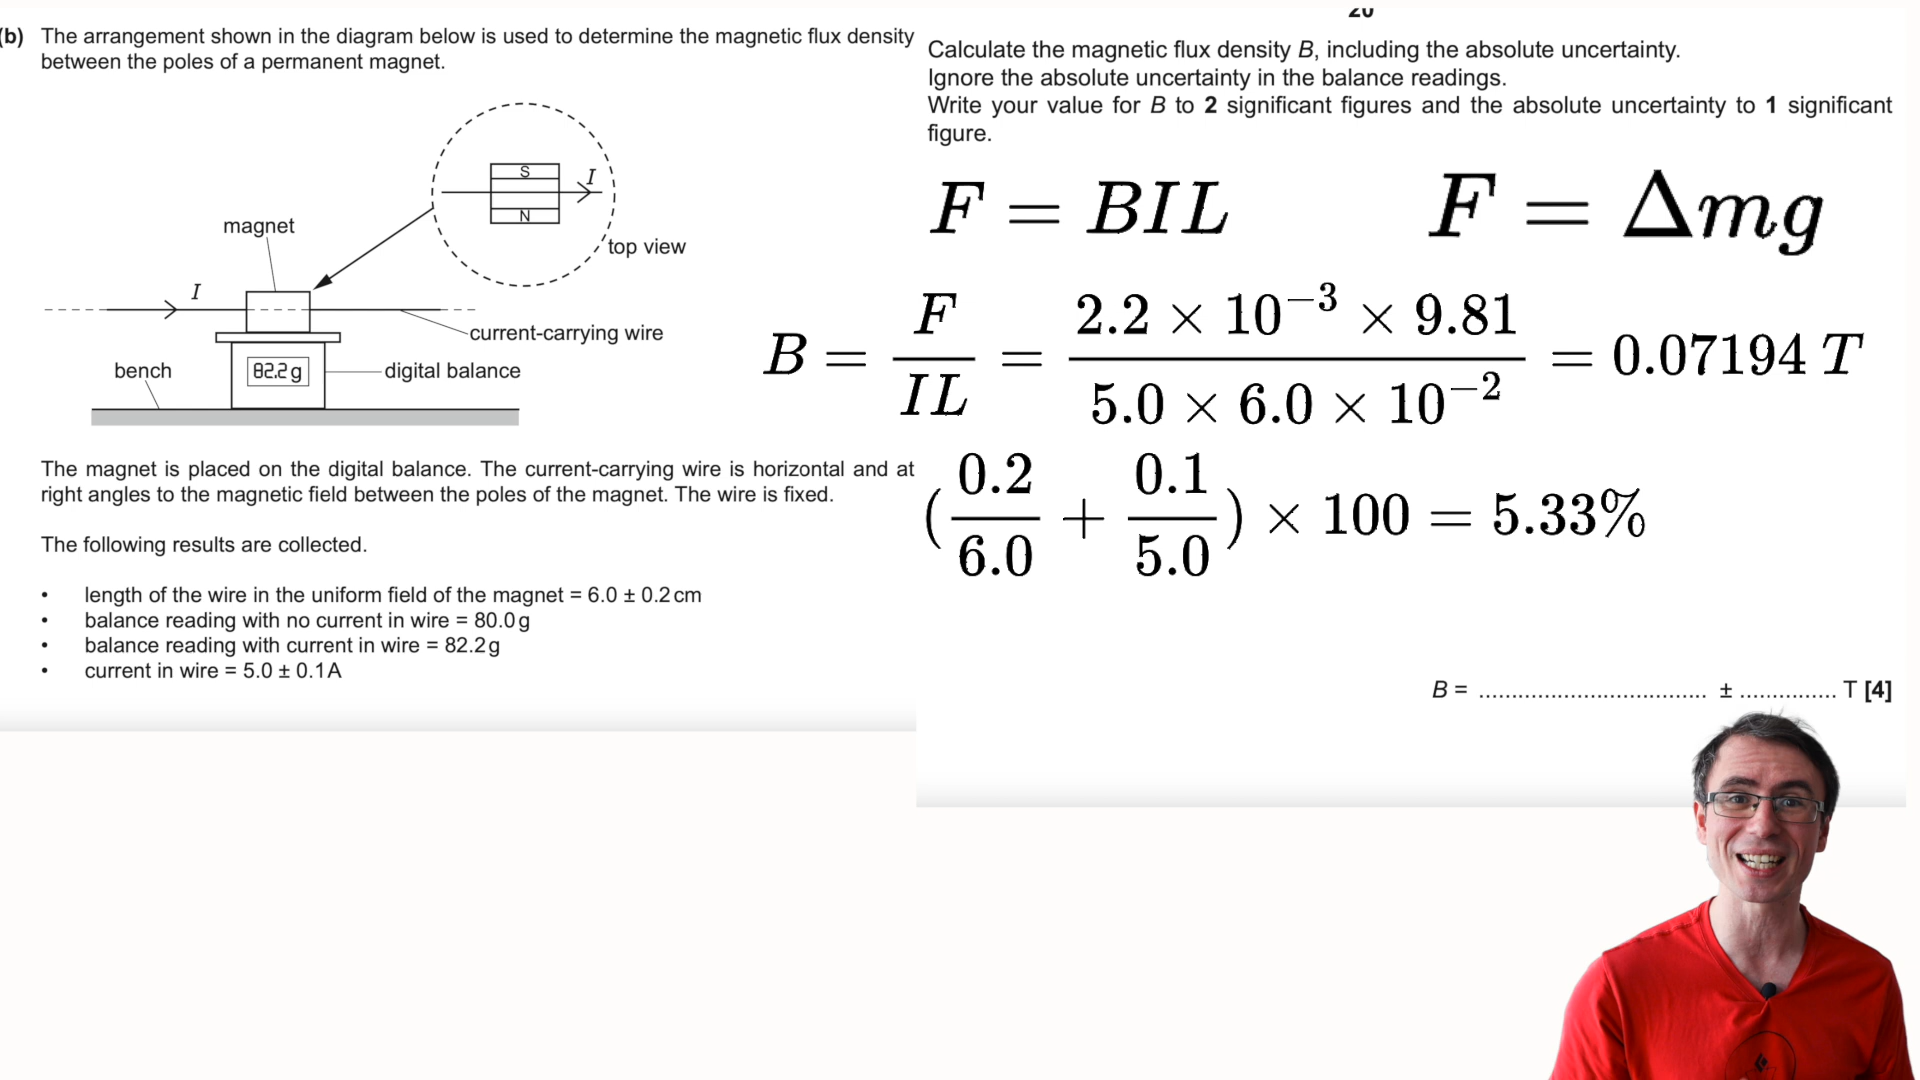 20
(b) The arrangement shown in the diagram below is used to determine the magnetic flux density
between the poles of a permanent magnet.
S
I
N
top view
magnet
I
current-carrying wire
bench
82.2 g
digital balance
The magnet is placed on the digital balance. The current-carrying wire is horizontal and at
right angles to the magnetic field between the poles of the magnet. The wire is fixed.
The following results are collected.
• length of the wire in the uniform field of the magnet = 6.0 ± 0.2 cm
• balance reading with no current in wire = 80.0 g
• balance reading with current in wire = 82.2 g
• current in wire = 5.0 ± 0.1 A
Calculate the magnetic flux density B, including the absolute uncertainty.
Ignore the absolute uncertainty in the balance readings.
Write your value for B to 2 significant figures and the absolute uncertainty to 1 significant
figure.
F = BIL
F = Δmg
B = F/IL = (2.2 × 10⁻³ × 9.81)/(5.0 × 6.0 × 10⁻²) = 0.07194 T
(0.2/6.0 + 0.1/5.0) × 100 = 5.33%
B = .................................. ± .............. T [4]